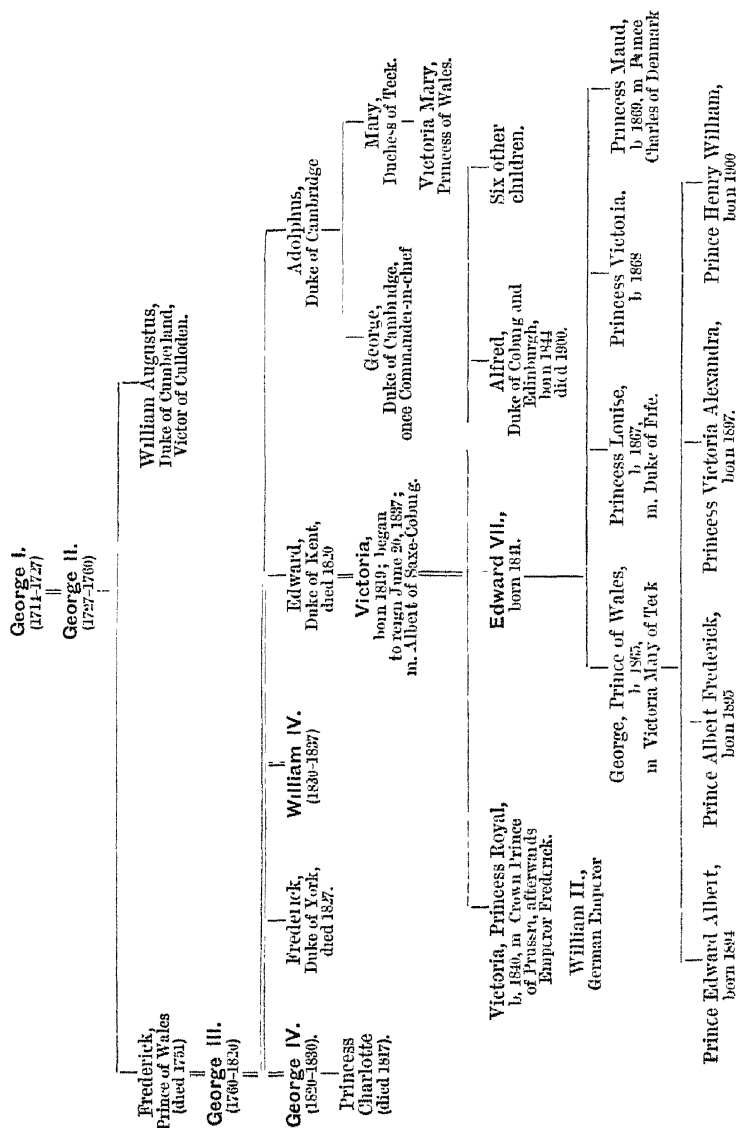 George I.
(1714–1727)
George II.
(1727–1760)
Frederick,
Prince of Wales
(died 1751)
William Augustus,
Duke of Cumberland,
Victor of Culloden.
George III.
(1760–1820)
George IV.
(1820–1830).
Frederick,
Duke of York,
died 1827.
William IV.
(1830–1837)
Edward,
Duke of Kent,
died 1820
Adolphus,
Duke of Cambridge
Princess
Charlotte
(died 1817).
Victoria,
born 1819; began
to reign June 20, 1837;
m. Albert of Saxe-Coburg.
George,
Duke of Cambridge,
once Commander-in-chief
Mary,
Duchess of Teck.
Victoria Mary,
Princess of Wales.
Victoria, Princess Royal,
b. 1840, m Crown Prince
of Prussia, afterwards
Emperor Frederick.
William II.,
German Emperor
Edward VII.,
born 1841.
Alfred,
Duke of Coburg and
Edinburgh,
born 1844
died 1900.
Six other
children.
George, Prince of Wales,
b. 1865,
m Victoria Mary of Teck
Princess Louise,
b 1867,
m. Duke of Fife.
Princess Victoria.
b 1868
Princess Maud,
b 1869, m Prince
Charles of Denmark
Prince Edward Albert,
born 1894
Prince Albert Frederick,
born 1895
Princess Victoria Alexandra,
born 1897.
Prince Henry William,
born 1900